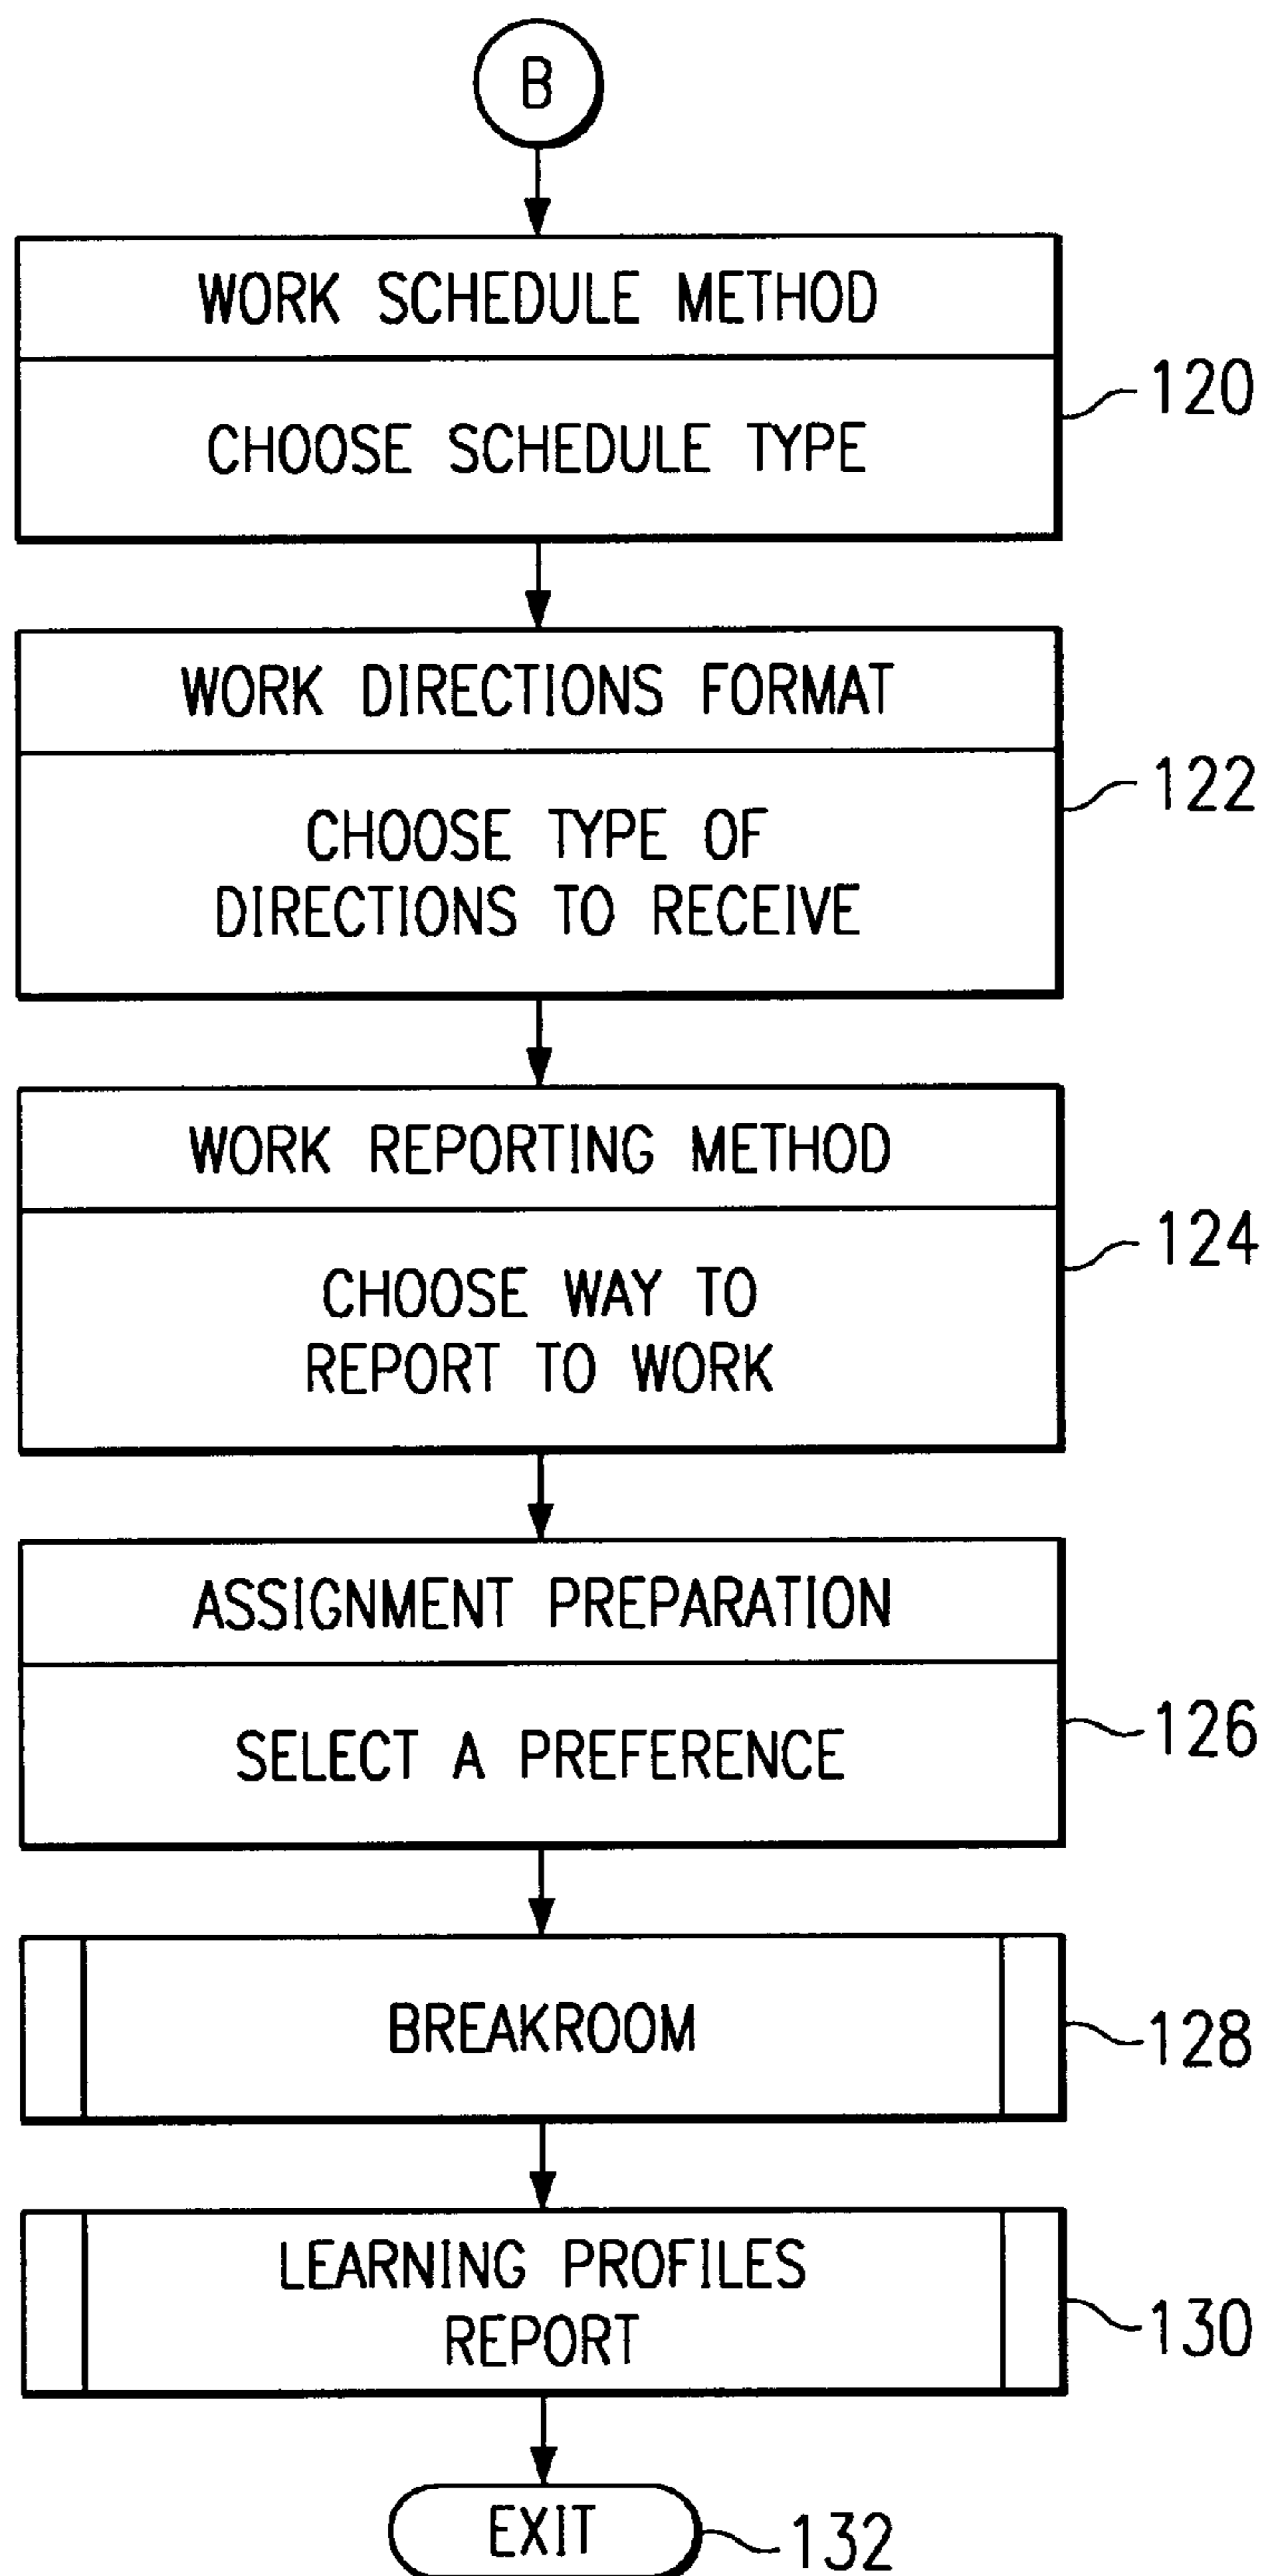 B
WORK SCHEDULE METHOD
CHOOSE SCHEDULE TYPE
120
WORK DIRECTIONS FORMAT
CHOOSE TYPE OF
DIRECTIONS TO RECEIVE
122
WORK REPORTING METHOD
CHOOSE WAY TO
REPORT TO WORK
124
ASSIGNMENT PREPARATION
SELECT A PREFERENCE
126
BREAKROOM
128
LEARNING PROFILES
REPORT
130
EXIT
132